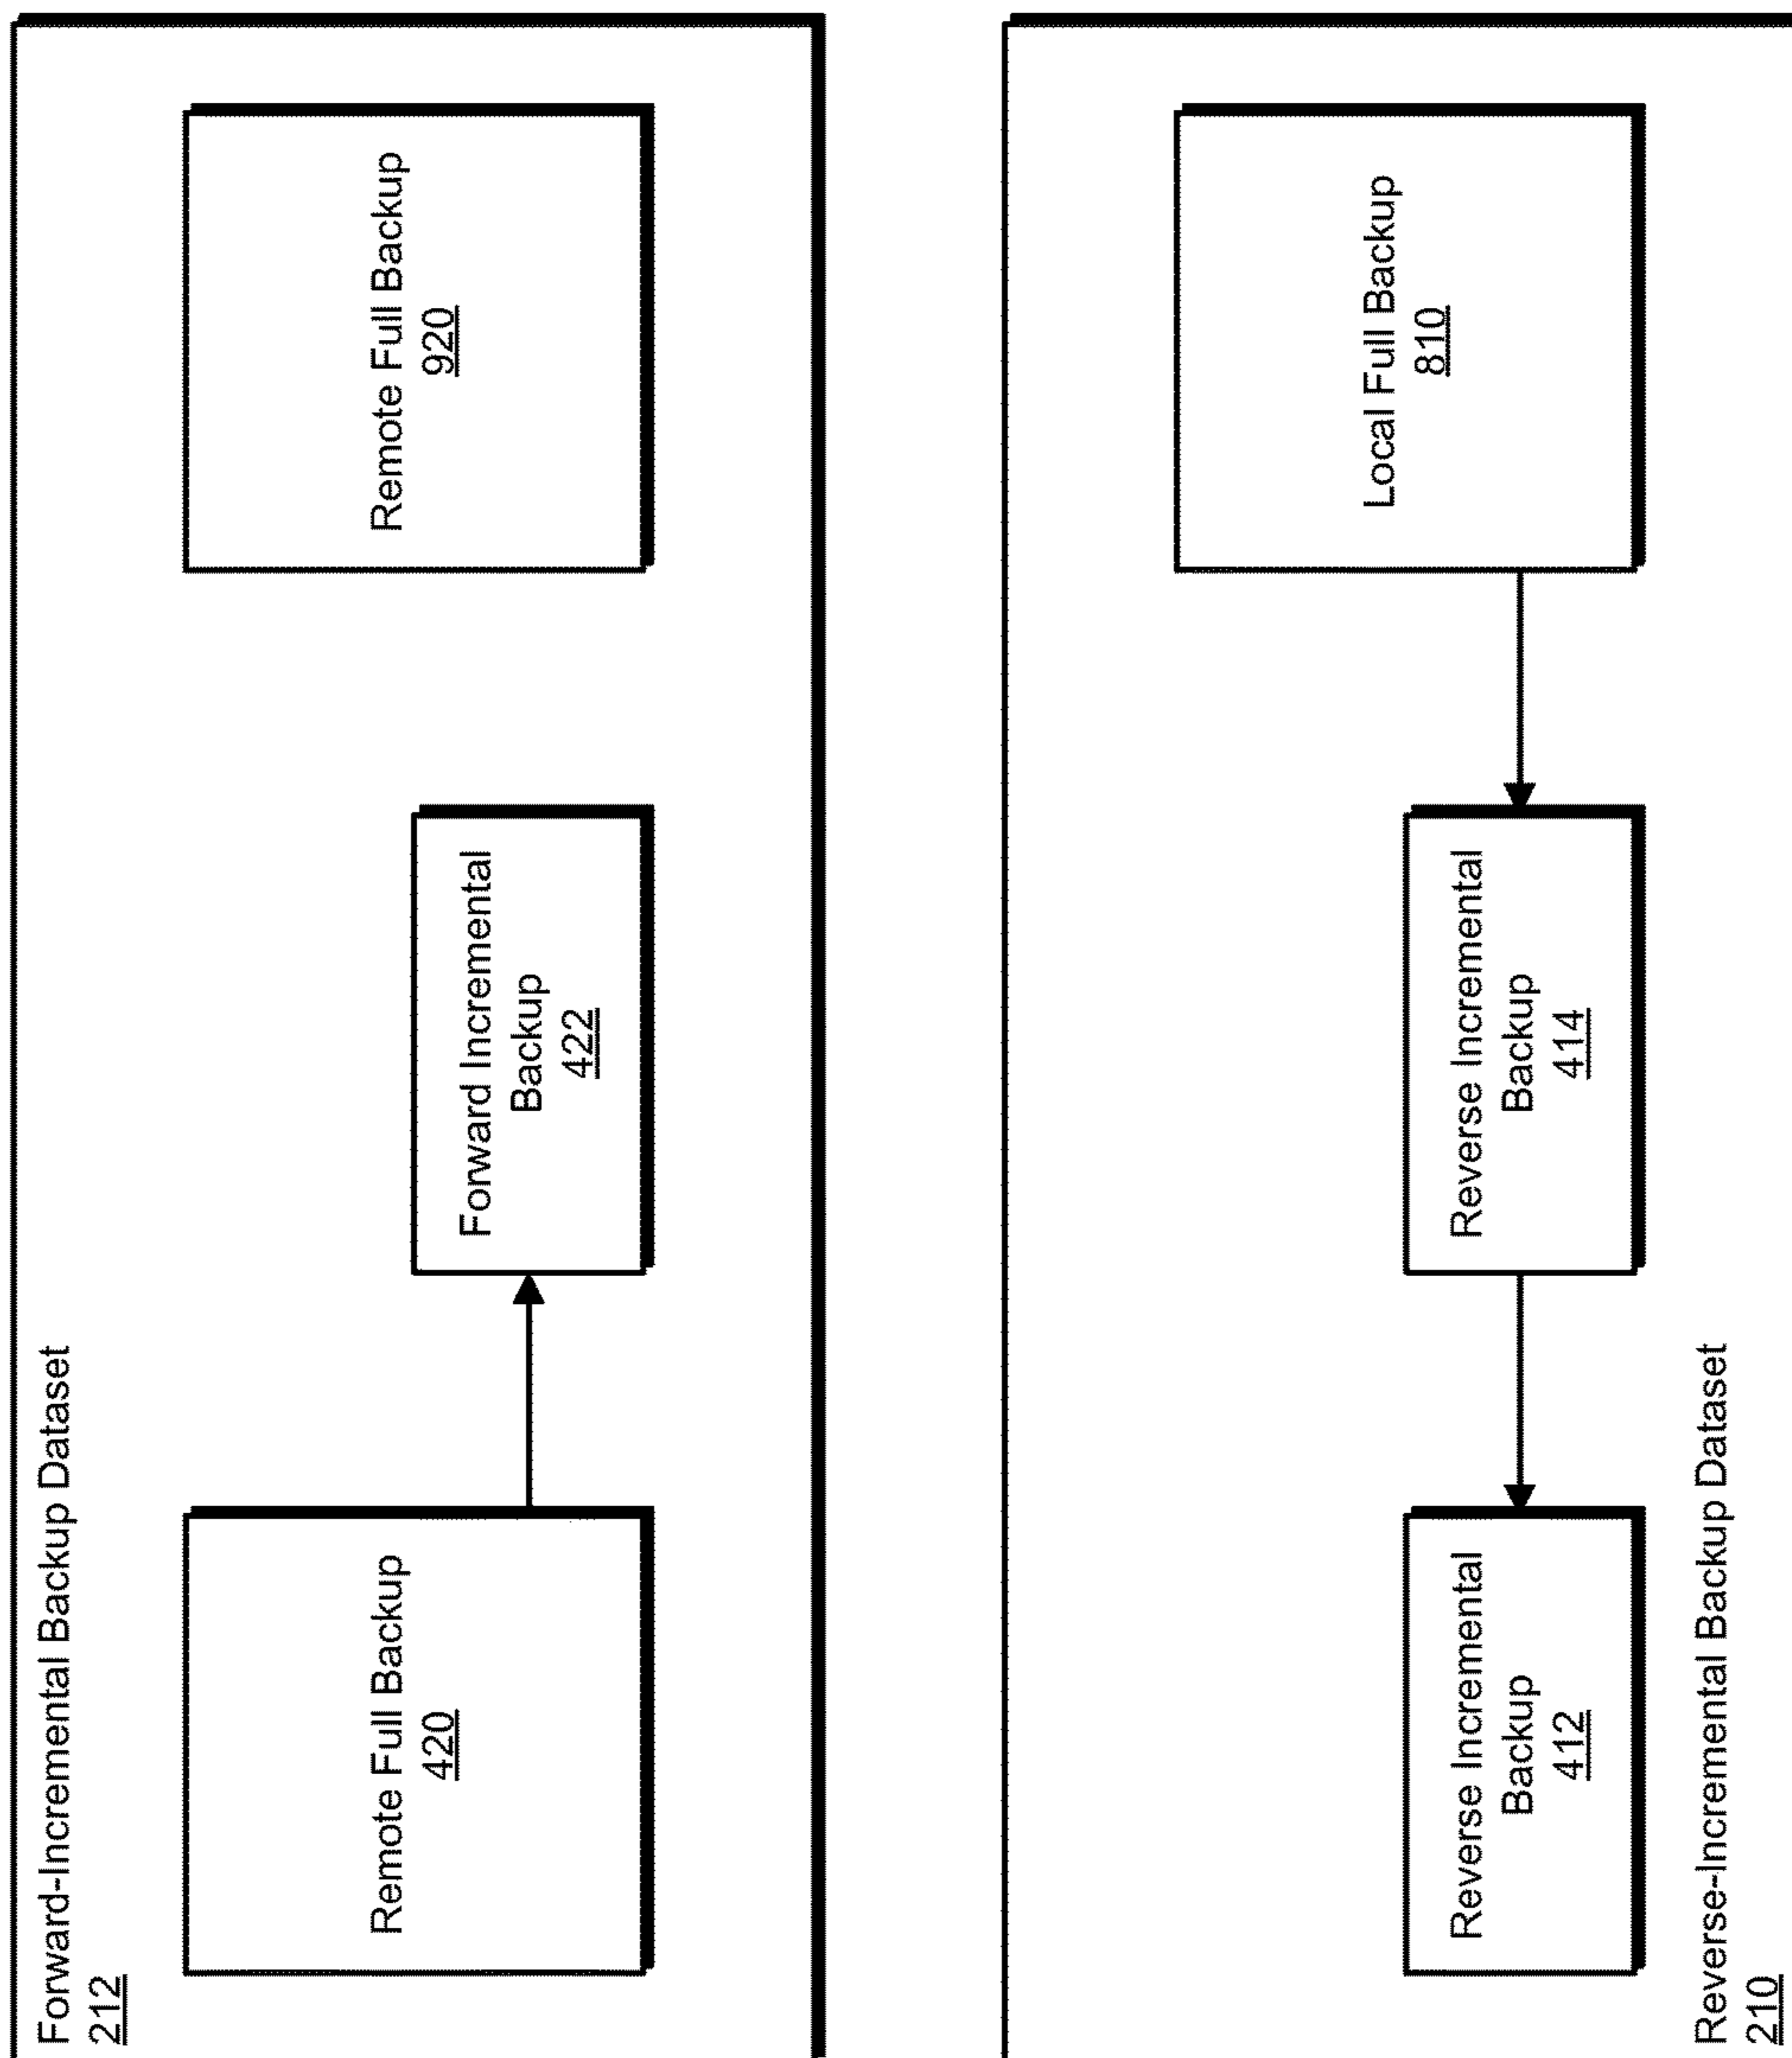 Forward-Incremental Backup Dataset
212
Remote Full Backup
420
Forward Incremental
Backup
422
Remote Full Backup
920
Reverse Incremental
Backup
412
Reverse Incremental
Backup
414
Local Full Backup
810
Reverse-Incremental Backup Dataset
210